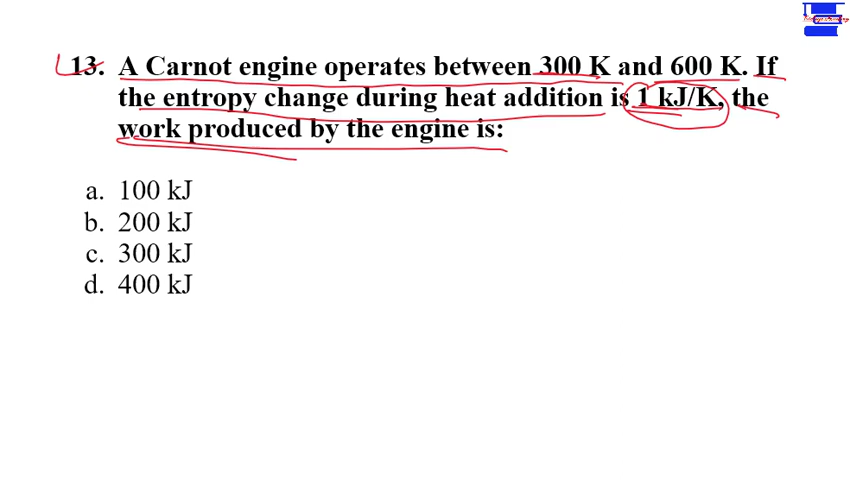 13. A Carnot engine operates between 300 K and 600 K. If
the entropy change during heat addition is 1 kJ/K, the
work produced by the engine is:
a. 100 kJ
b. 200 kJ
c. 300 kJ
d. 400 kJ